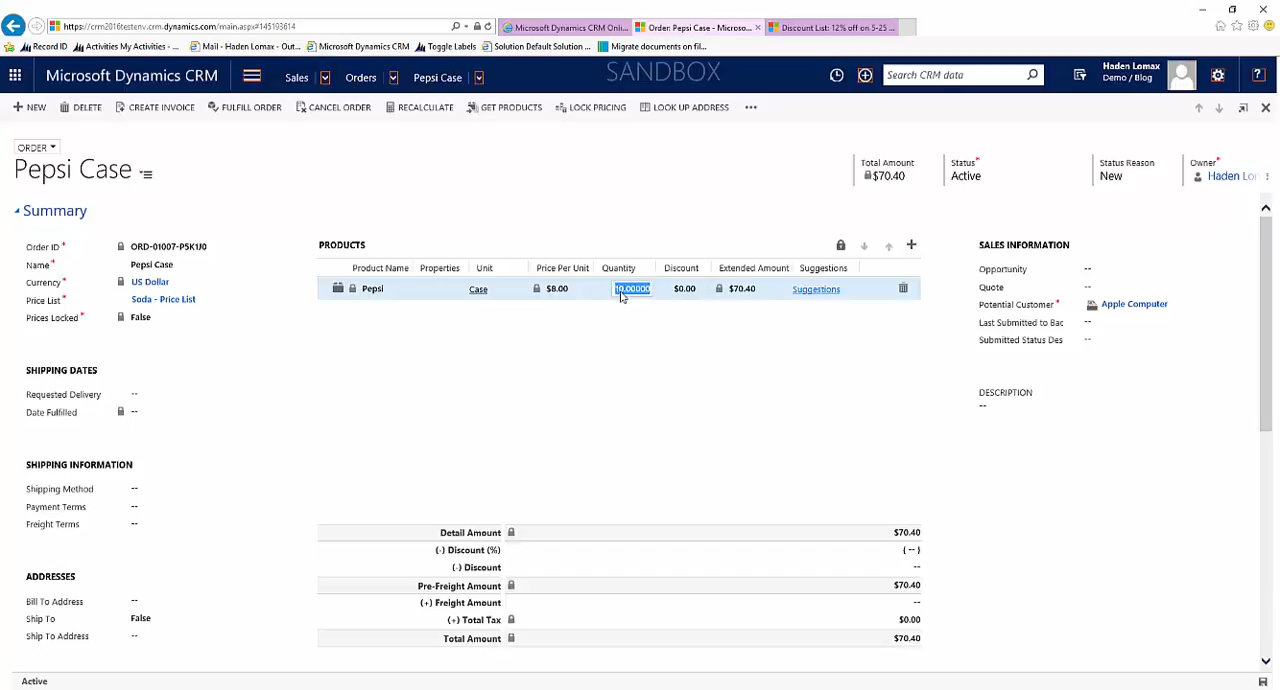 https://crm2016testenv.crm.dynamics.com/main.aspx#145193614
Microsoft Dynamics CRM Onli...
Order: Pepsi Case - Microso...
Discount List: 12% off on 5-25 ...
Record ID
Activities My Activities - ...
Mail - Haden Lomax - Out...
Microsoft Dynamics CRM
Toggle Labels
Solution Default Solution ...
Migrate documents on fil...
Microsoft Dynamics CRM
Sales
Orders
Pepsi Case
SANDBOX
Search CRM data
Haden Lomax
Demo / Blog
?
+ NEW
DELETE
CREATE INVOICE
FULFILL ORDER
CANCEL ORDER
RECALCULATE
GET PRODUCTS
LOCK PRICING
LOOK UP ADDRESS
•••
ORDER
Pepsi Case
Total Amount
$70.40
Status*
Active
Status Reason
New
Owner*
Haden Lo
Summary
Order ID* ORD-01007-P5K1J0
Name* Pepsi Case
Currency* US Dollar
Price List* Soda - Price List
Prices Locked* False
SHIPPING DATES
Requested Delivery --
Date Fulfilled --
SHIPPING INFORMATION
Shipping Method --
Payment Terms --
Freight Terms --
ADDRESSES
Bill To Address --
Ship To False
Ship To Address --
PRODUCTS
Product Name Properties Unit Price Per Unit Quantity Discount Extended Amount Suggestions
Pepsi Case $8.00 10.00000 $0.00 $70.40 Suggestions
Detail Amount $70.40
(-) Discount (%) ( -- )
(-) Discount --
Pre-Freight Amount $70.40
(+) Freight Amount --
(+) Total Tax $0.00
Total Amount $70.40
SALES INFORMATION
Opportunity --
Quote --
Potential Customer* Apple Computer
Last Submitted to Bac --
Submitted Status Des --
DESCRIPTION
--
Active